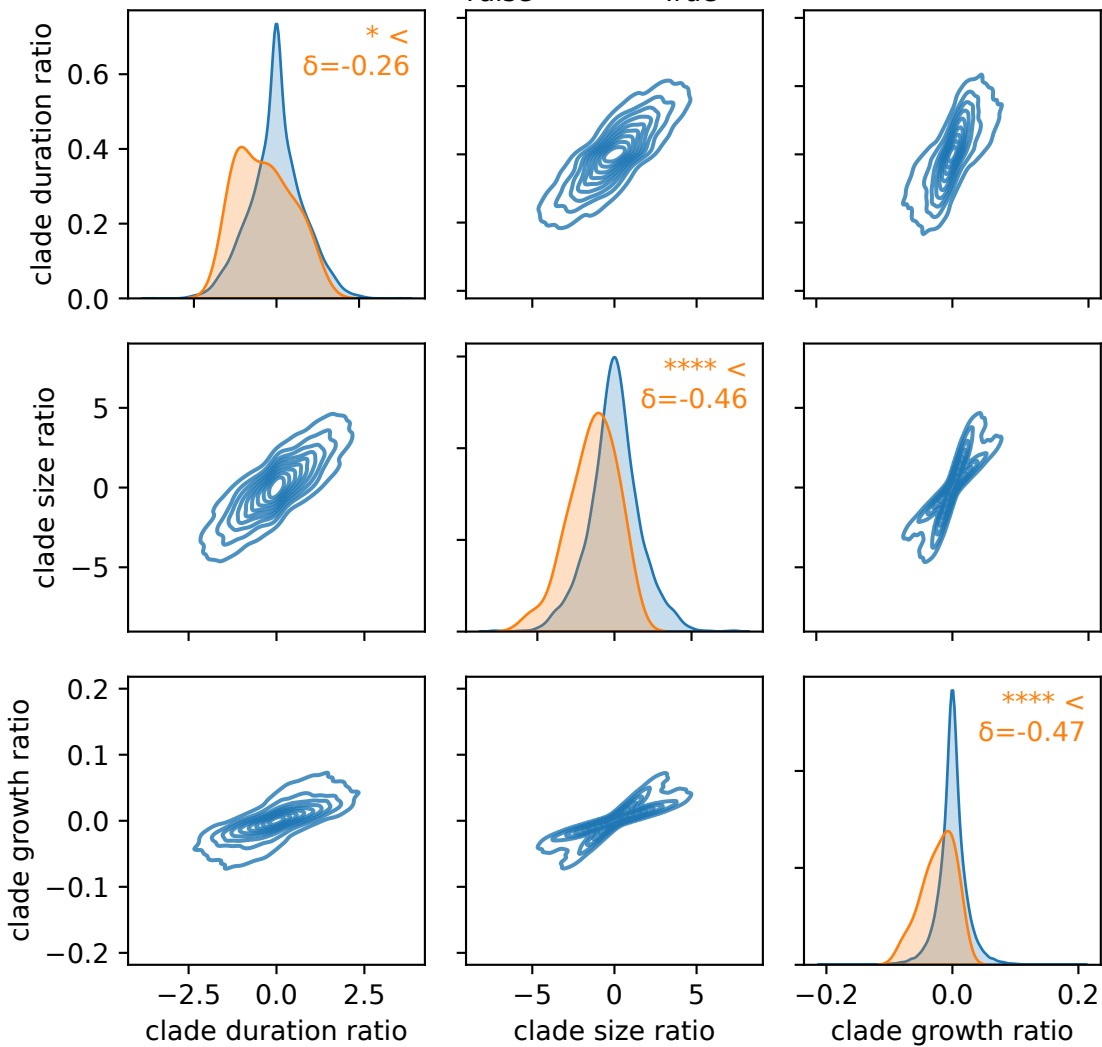 clade duration ratio
0.6
0.4
0.2
0.0
* <
δ=-0.26
clade size ratio
5
0
−5
**** <
δ=-0.46
clade growth ratio
0.2
0.1
0.0
−0.1
−0.2
**** <
δ=-0.47
−2.5 0.0 2.5
−5 0 5
−0.2 0.0 0.2
clade duration ratio
clade size ratio
clade growth ratio